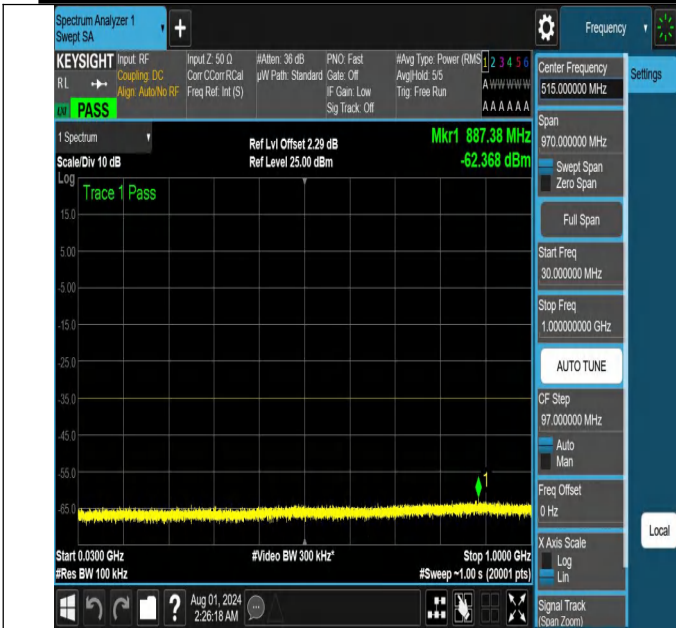 Spectrum Analyzer 1
Swept SA
+
Frequency
KEYSIGHT
RL
PASS
Input: RF
Coupling: DC
Align: Auto/No RF
Input Z: 50 Ω
Corr CCorr RCal
Freq Ref: Int (S)
#Atten: 36 dB
µW Path: Standard
PNO: Fast
Gate: Off
IF Gain: Low
Sig Track: Off
#Avg Type: Power (RMS
Avg|Hold: 5/5
Trig: Free Run
1 2 3 4 5 6
A W W W W W
A A A A A A
1 Spectrum
Scale/Div 10 dB
Ref Lvl Offset 2.29 dB
Ref Level 25.00 dBm
Mkr1 887.38 MHz
-62.368 dBm
Log
Trace 1 Pass
15.0
5.00
-5.00
-15.0
-25.0
-35.0
-45.0
-55.0
-65.0
1
Start 0.0300 GHz
#Res BW 100 kHz
#Video BW 300 kHz*
Stop 1.0000 GHz
#Sweep ~1.00 s (20001 pts)
Aug 01, 2024
2:26:18 AM
Center Frequency
515.000000 MHz
Settings
Span
970.000000 MHz
Swept Span
Zero Span
Full Span
Start Freq
30.000000 MHz
Stop Freq
1.000000000 GHz
AUTO TUNE
CF Step
97.000000 MHz
Auto
Man
Freq Offset
0 Hz
X Axis Scale
Log
Lin
Local
Signal Track
(Span Zoom)